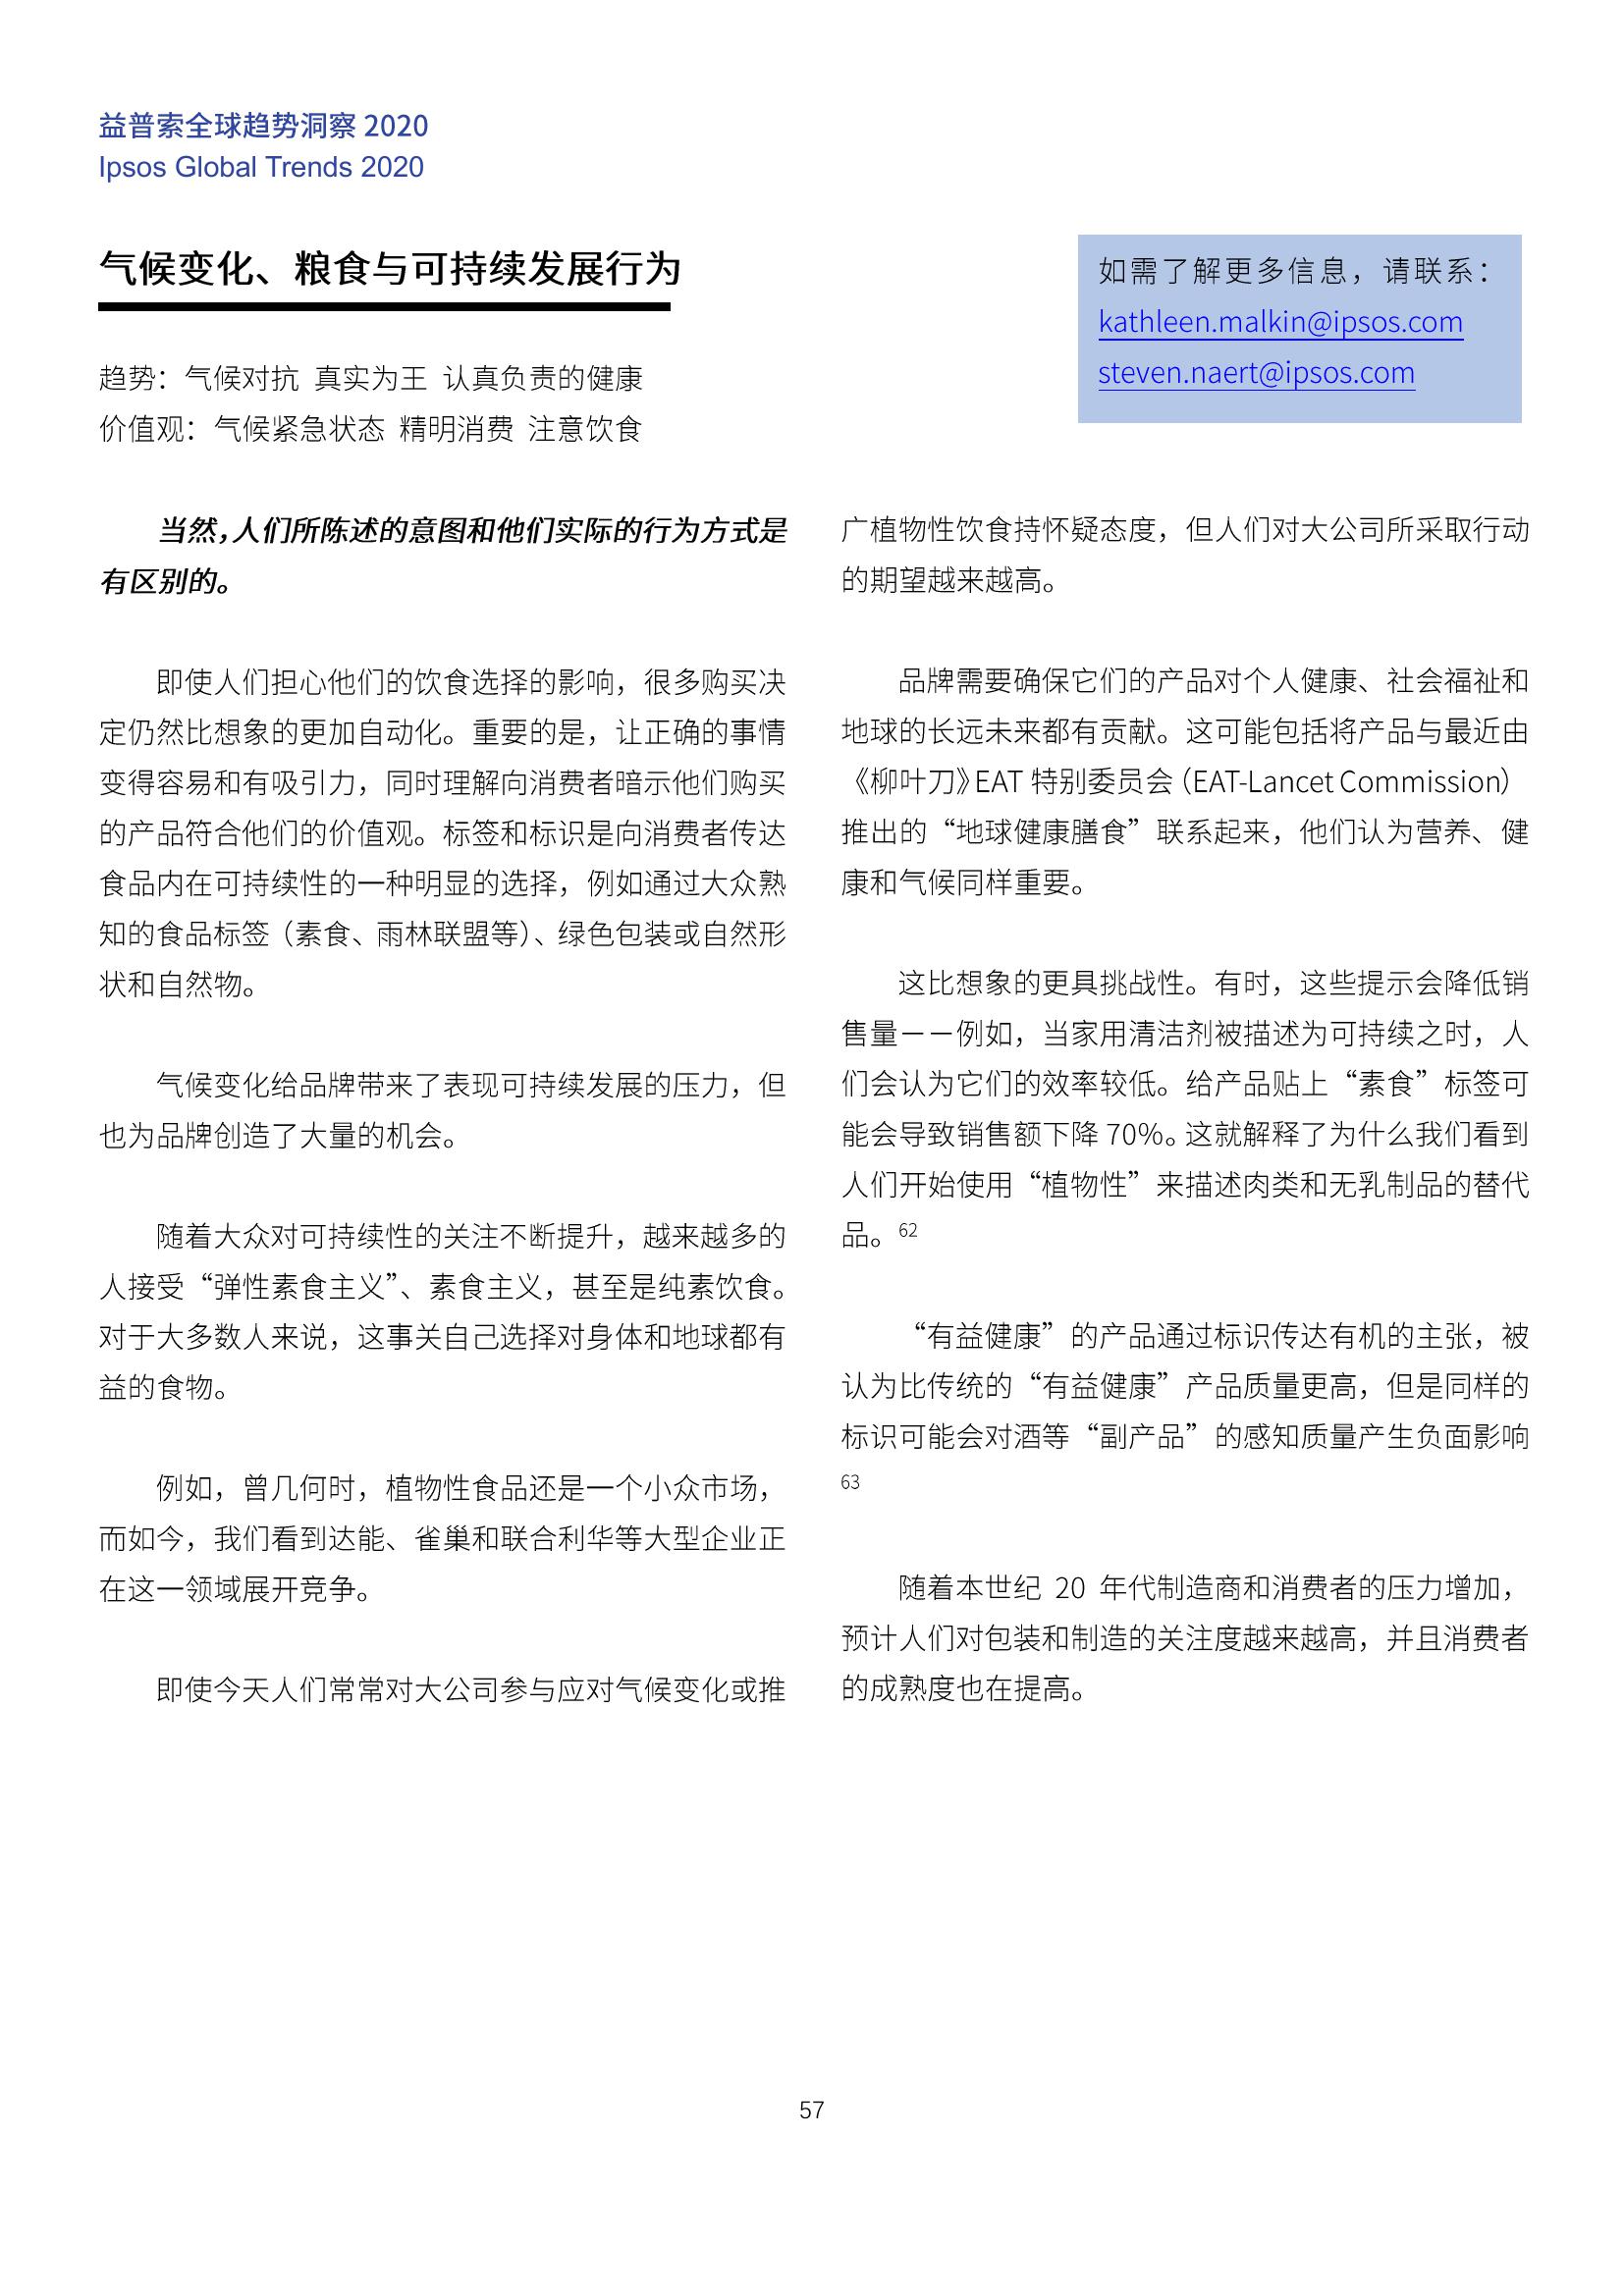 益普索全球趋势洞察 2020
Ipsos Global Trends 2020
气候变化、粮食与可持续发展行为
如需了解更多信息，请联系：
kathleen.malkin@ipsos.com
steven.naert@ipsos.com
趋势：气候对抗 真实为王 认真负责的健康
价值观：气候紧急状态 精明消费 注意饮食
当然，人们所陈述的意图和他们实际的行为方式是
有区别的。
即使人们担心他们的饮食选择的影响，很多购买决
定仍然比想象的更加自动化。重要的是，让正确的事情
变得容易和有吸引力，同时理解向消费者暗示他们购买
的产品符合他们的价值观。标签和标识是向消费者传达
食品内在可持续性的一种明显的选择，例如通过大众熟
知的食品标签（素食、雨林联盟等）、绿色包装或自然形
状和自然物。
气候变化给品牌带来了表现可持续发展的压力，但
也为品牌创造了大量的机会。
随着大众对可持续性的关注不断提升，越来越多的
人接受“弹性素食主义”、素食主义，甚至是纯素饮食。
对于大多数人来说，这事关自己选择对身体和地球都有
益的食物。
例如，曾几何时，植物性食品还是一个小众市场，
而如今，我们看到达能、雀巢和联合利华等大型企业正
在这一领域展开竞争。
即使今天人们常常对大公司参与应对气候变化或推
广植物性饮食持怀疑态度，但人们对大公司所采取行动
的期望越来越高。
品牌需要确保它们的产品对个人健康、社会福祉和
地球的长远未来都有贡献。这可能包括将产品与最近由
《柳叶刀》EAT 特别委员会（EAT-Lancet Commission）
推出的“地球健康膳食”联系起来，他们认为营养、健
康和气候同样重要。
这比想象的更具挑战性。有时，这些提示会降低销
售量－－例如，当家用清洁剂被描述为可持续之时，人
们会认为它们的效率较低。给产品贴上“素食”标签可
能会导致销售额下降 70%。这就解释了为什么我们看到
人们开始使用“植物性”来描述肉类和无乳制品的替代
品。62
“有益健康”的产品通过标识传达有机的主张，被
认为比传统的“有益健康”产品质量更高，但是同样的
标识可能会对酒等“副产品”的感知质量产生负面影响
63
随着本世纪 20 年代制造商和消费者的压力增加，
预计人们对包装和制造的关注度越来越高，并且消费者
的成熟度也在提高。
57